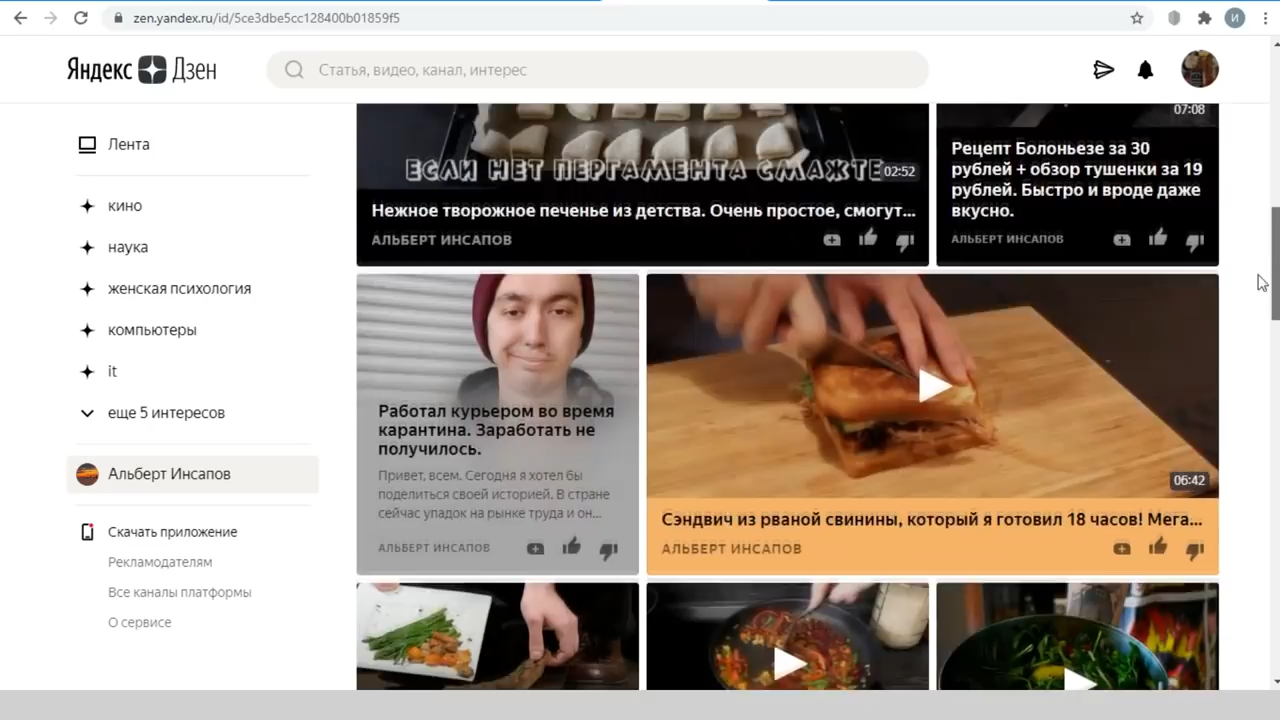 zen.yandex.ru/id/5ce3dbe5cc128400b01859f5
И
Яндекс Дзен
Статья, видео, канал, интерес
Лента
кино
наука
женская психология
компьютеры
it
еще 5 интересов
Альберт Инсапов
Скачать приложение
Рекламодателям
Все каналы платформы
О сервисе
ЕСЛИ НЕТ ПЕРГАМЕНТА СМАЖТЕ
02:52
Нежное творожное печенье из детства. Очень простое, смогут...
АЛЬБЕРТ ИНСАПОВ
07:08
Рецепт Болоньезе за 30
рублей + обзор тушенки за 19
рублей. Быстро и вроде даже
вкусно.
АЛЬБЕРТ ИНСАПОВ
Работал курьером во время
карантина. Заработать не
получилось.
Привет, всем. Сегодня я хотел бы
поделиться своей историей. В стране
сейчас упадок на рынке труда и он...
АЛЬБЕРТ ИНСАПОВ
06:42
Сэндвич из рваной свинины, который я готовил 18 часов! Мега...
АЛЬБЕРТ ИНСАПОВ